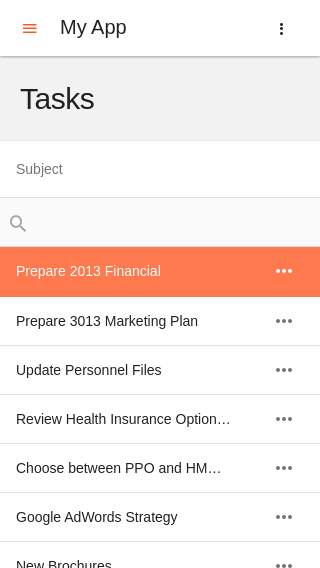 My App
Tasks
Subject
Prepare 2013 Financial
Prepare 3013 Marketing Plan
Update Personnel Files
Review Health Insurance Option…
Choose between PPO and HM…
Google AdWords Strategy
New Brochures